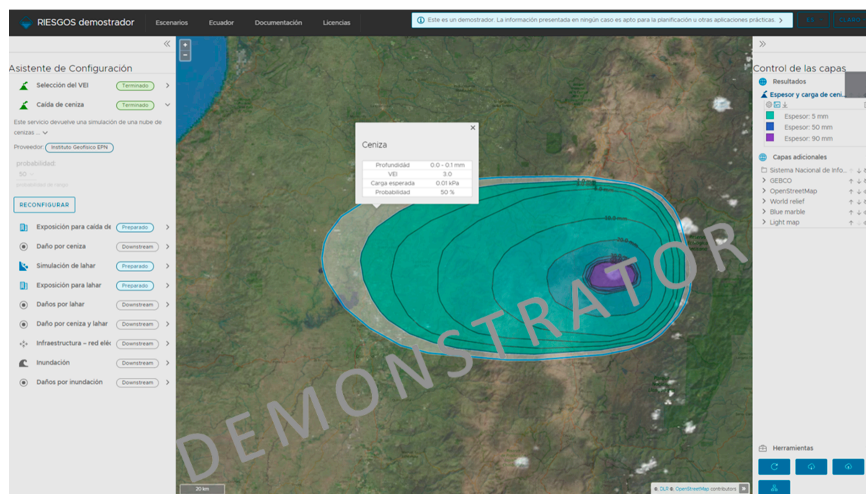 RIESGOS demostrador
Escenarios
Ecuador
Documentación
Licencias
Este es un demostrador. La información presentada en ningún caso es apto para la planificación u otras aplicaciones prácticas.
Asistente de Configuración
Selección del VEI Terminado
Caída de ceniza Terminado
Este servicio devuelve una simulación de una nube de
cenizas ...
Proveedor Instituto Geofísico EPN
probabilidad:
50
RECONFIGURAR
Exposición para caída de Preparado
Daño por ceniza Downstream
Simulación de lahar Preparado
Exposición para lahar Preparado
Daños por lahar Downstream
Daño por ceniza y lahar Downstream
Infraestructura – red eléc Downstream
Inundación Downstream
Daños por inundación Downstream
Ceniza
Profundidad 0.0 - 0.1 mm
VEI 3.0
Carga esperada 0.01 kPa
Probabilidad 50 %
DEMONSTRATOR
20 km
& DLR & OpenStreetMap contributors
Control de las capas
Resultados
Espesor y carga de ceni...
Espesor: 5 mm
Espesor: 50 mm
Espesor: 90 mm
Capas adicionales
Sistema Nacional de Info...
GEBCO
OpenStreetMap
World relief
Blue marble
Light map
Herramientas